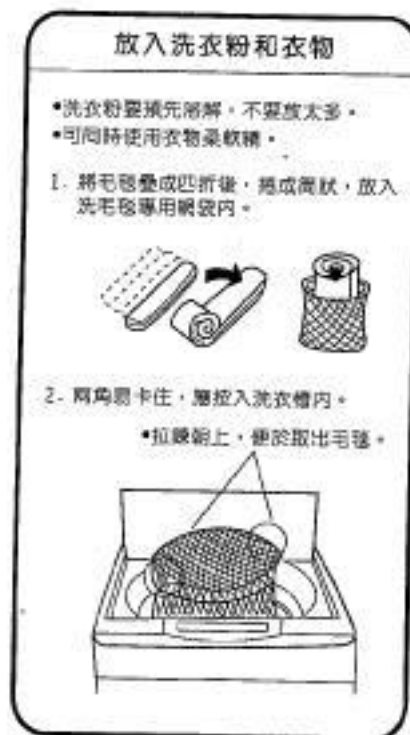 放入洗衣粉和衣物
•洗衣粉要預先溶解，不要放太多。
•可同時使用衣物柔軟精。
1. 將毛毯疊成四折後，捲成筒狀，放入
洗毛毯專用網袋內。
2. 兩角易卡住，應按入洗衣槽內。
•拉鍊朝上，便於取出毛毯。